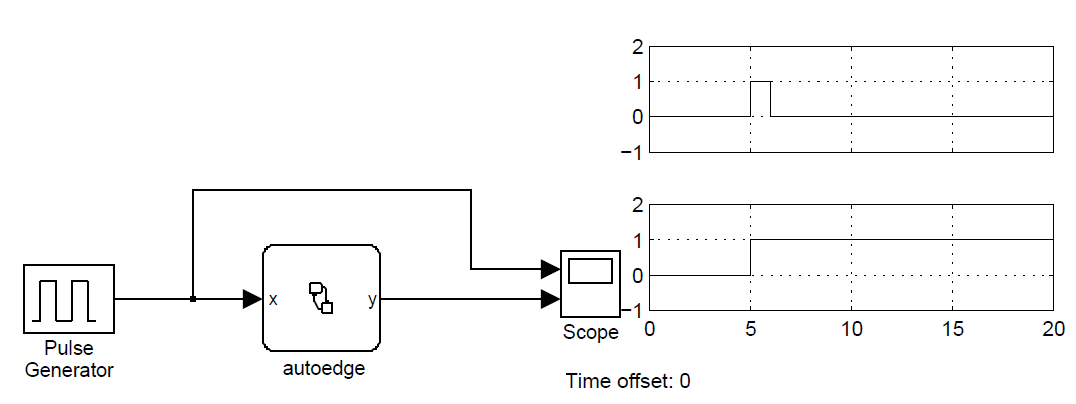 2
1
0
−1
2
1
0
−1
0 5 10 15 20
x y
Pulse
Generator
autoedge
Scope
Time offset: 0